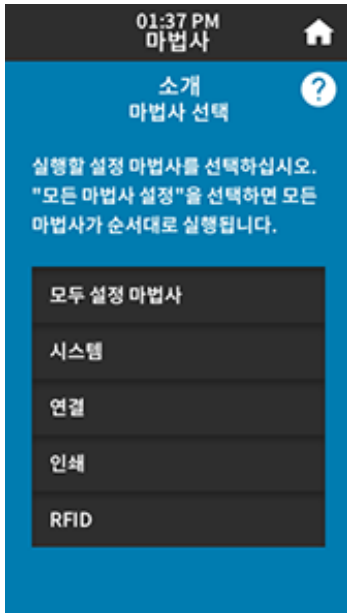 01:37 PM
마법사
소개
마법사 선택
?
실행할 설정 마법사를 선택하십시오.
"모든 마법사 설정"을 선택하면 모든
마법사가 순서대로 실행됩니다.
모두 설정 마법사
시스템
연결
인쇄
RFID